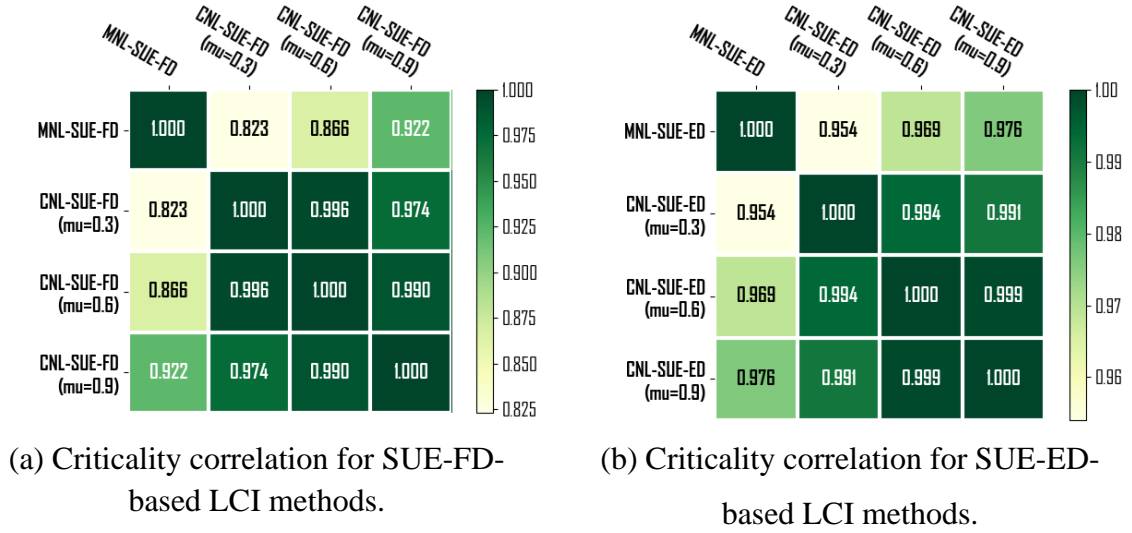 MNL-SUE-FD
CNL-SUE-FD
(mu=0.3)
CNL-SUE-FD
(mu=0.6)
CNL-SUE-FD
(mu=0.9)
MNL-SUE-FD 1.000 0.823 0.866 0.922
CNL-SUE-FD
(mu=0.3)
0.823 1.000 0.996 0.974
CNL-SUE-FD
(mu=0.6)
0.866 0.996 1.000 0.990
CNL-SUE-FD
(mu=0.9)
0.922 0.974 0.990 1.000
1.000
0.975
0.950
0.925
0.900
0.875
0.850
0.825
(a) Criticality correlation for SUE-FD-
based LCI methods.
MNL-SUE-ED
CNL-SUE-ED
(mu=0.3)
CNL-SUE-ED
(mu=0.6)
CNL-SUE-ED
(mu=0.9)
MNL-SUE-ED 1.000 0.954 0.969 0.976
CNL-SUE-ED
(mu=0.3)
0.954 1.000 0.994 0.991
CNL-SUE-ED
(mu=0.6)
0.969 0.994 1.000 0.999
CNL-SUE-ED
(mu=0.9)
0.976 0.991 0.999 1.000
1.00
0.99
0.98
0.97
0.96
(b) Criticality correlation for SUE-ED-
based LCI methods.